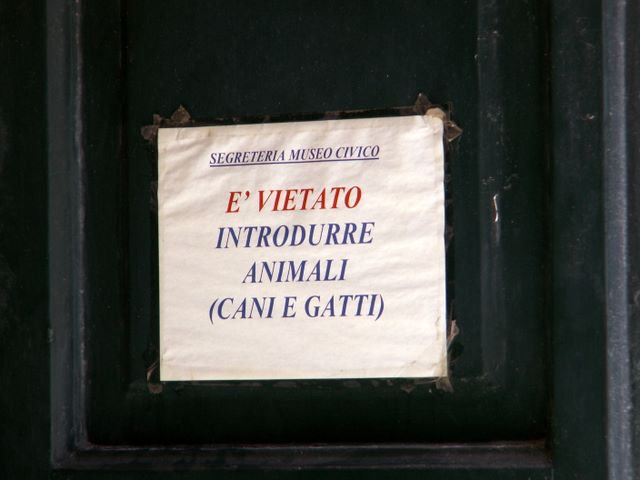 SEGRETERIA MUSEO CIVICO
E' VIETATO
INTRODURRE
ANIMALI
(CANI E GATTI)